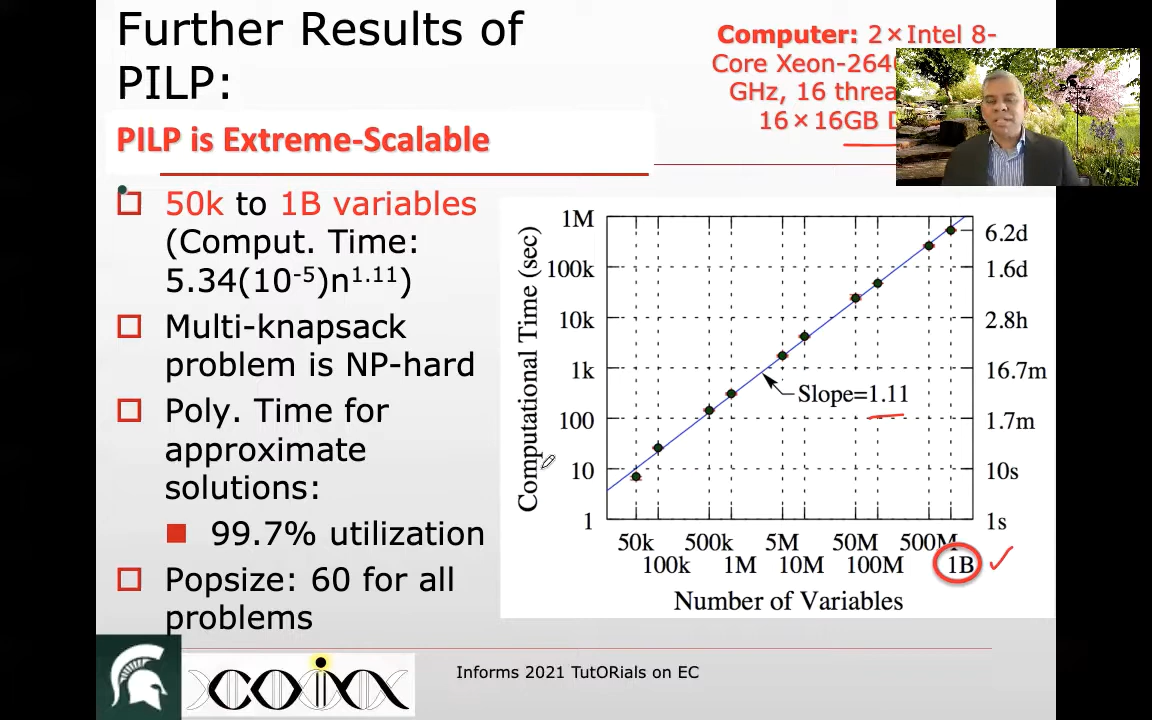 Further Results of
PILP:
PILP is Extreme-Scalable
Computer: 2×Intel 8-
Core Xeon-2640
GHz, 16
16×16GB
50k to 1B variables
(Comput. Time:
5.34(10⁻⁵)n¹·¹¹)
Multi-knapsack
problem is NP-hard
Poly. Time for
approximate
solutions:
99.7% utilization
Popsize: 60 for all
problems
Computational Time (sec)
1M
100k
10k
1k
100
10
1
6.2d
1.6d
2.8h
16.7m
1.7m
10s
1s
Slope=1.11
50k 500k 5M 50M 500M
100k 1M 10M 100M 1B
Number of Variables
COIN
Informs 2021 TutORials on EC